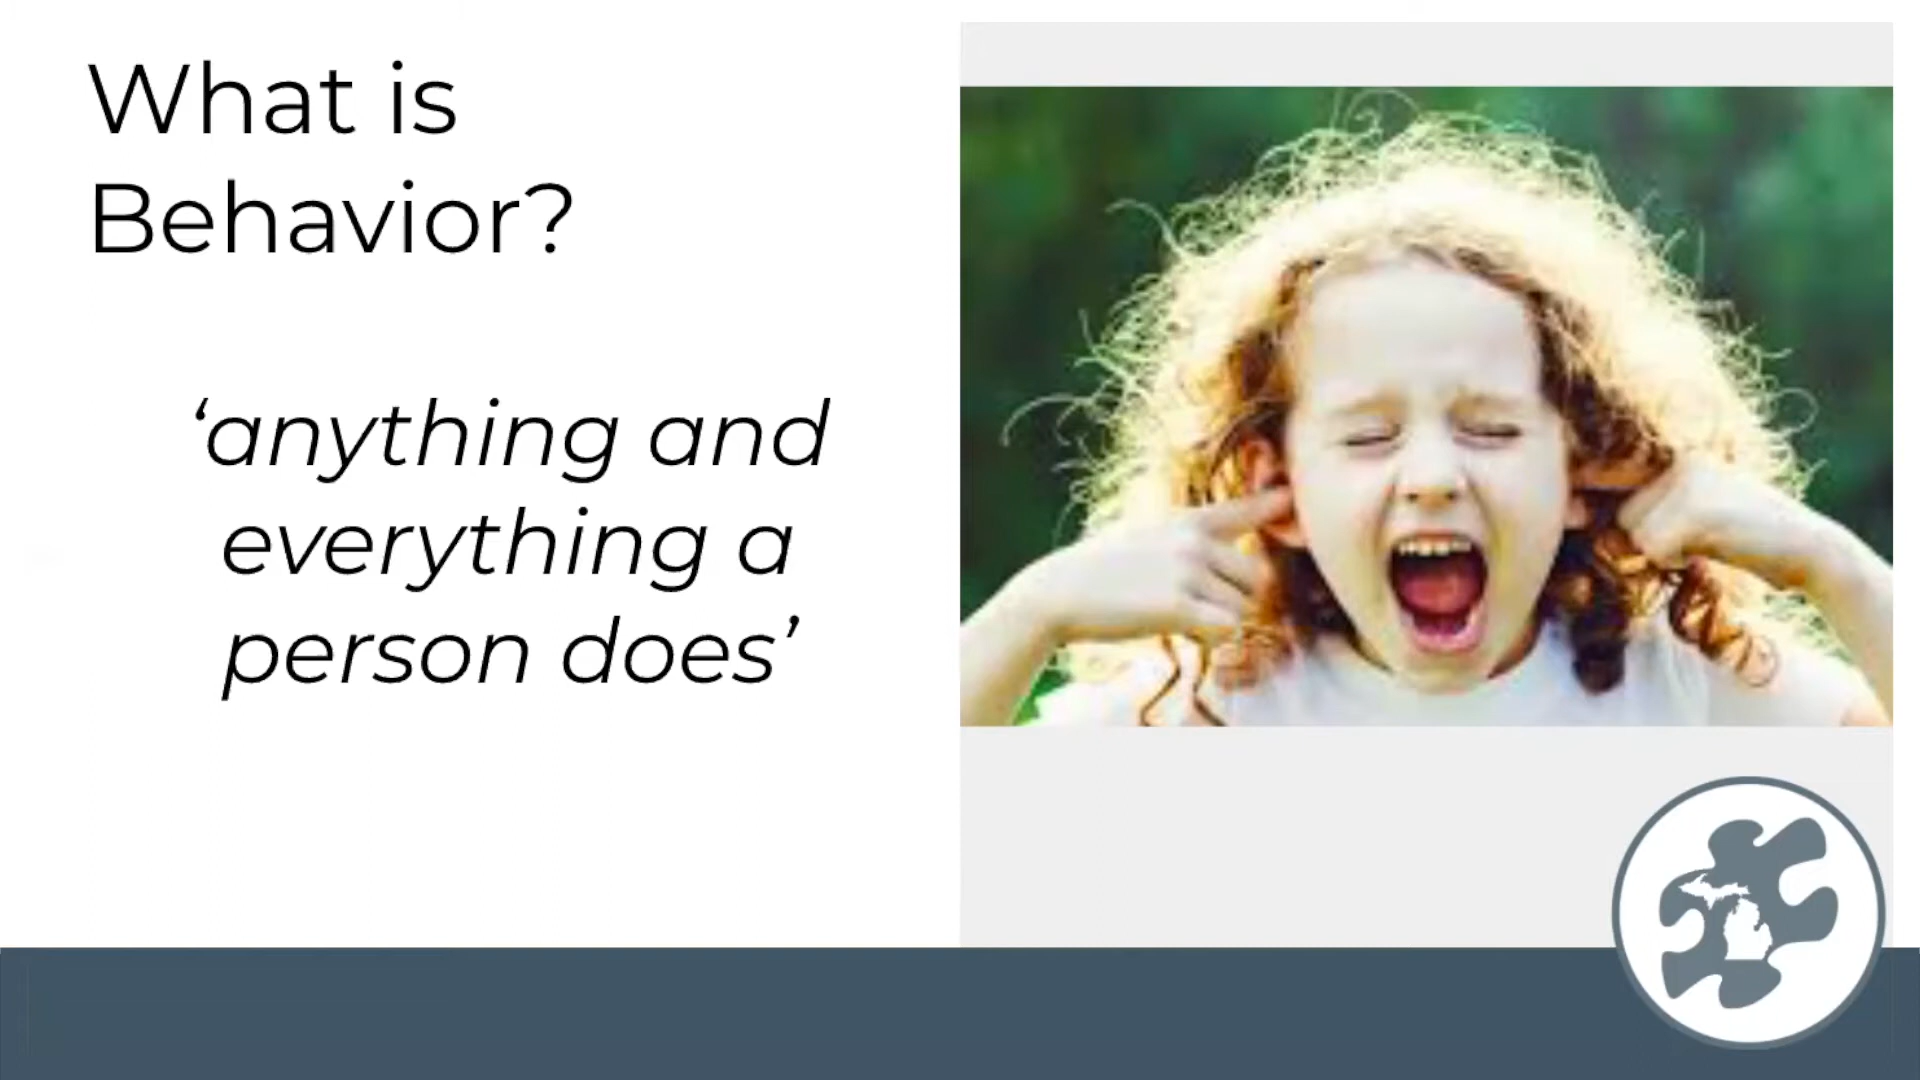 What is
Behavior?
‘anything and
everything a
person does’